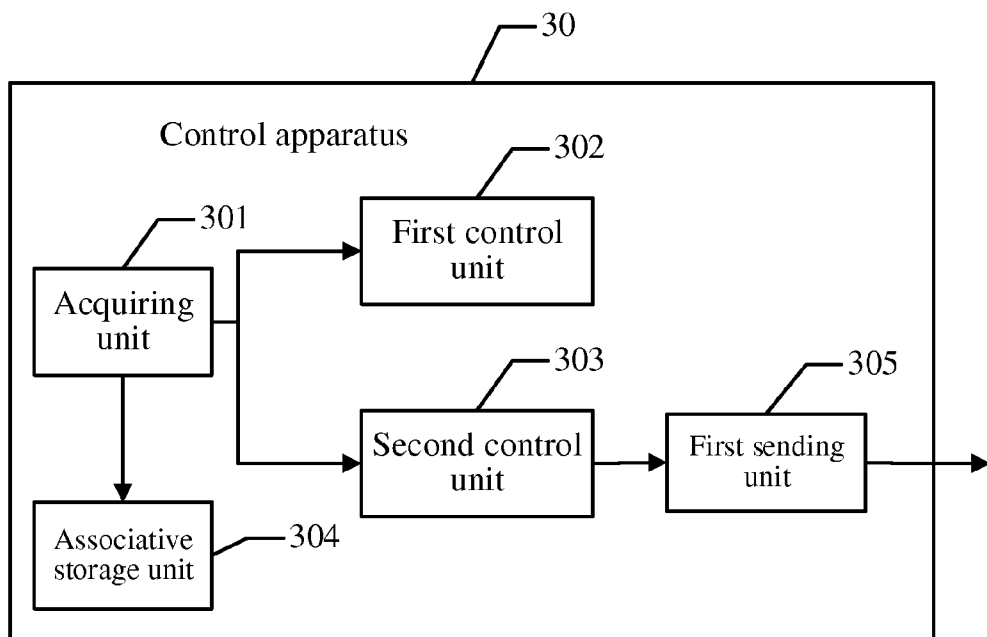 30
Control apparatus
302
First control
unit
301
Acquiring
unit
303
Second control
unit
305
First sending
unit
Associative
storage unit
304